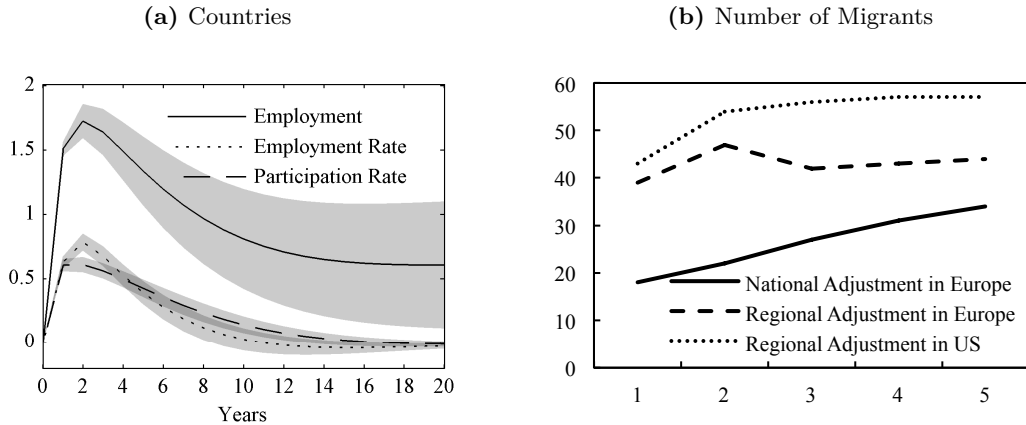 (a) Countries
2
1.5
1
0.5
0
Employment
Employment Rate
Participation Rate
0 2 4 6 8 10 12 14 16 18 20
Years
(b) Number of Migrants
60
50
40
30
20
10
0
National Adjustment in Europe
Regional Adjustment in Europe
Regional Adjustment in US
1 2 3 4 5